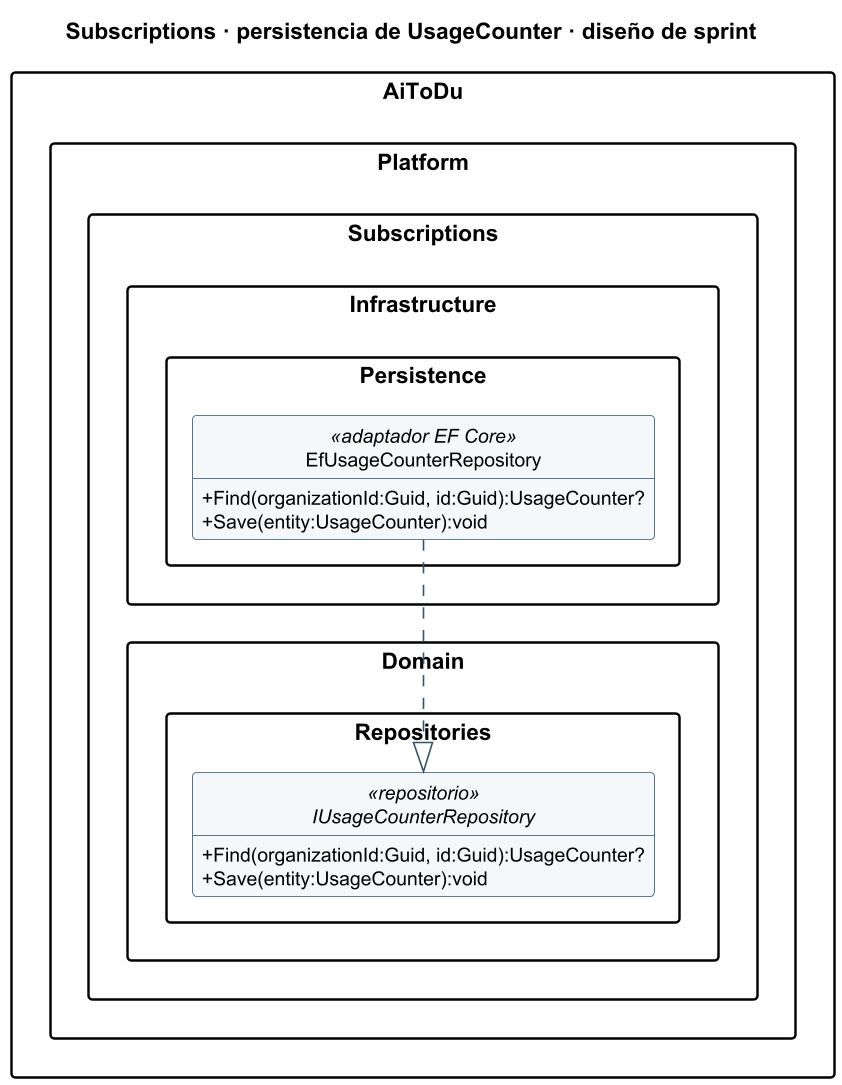 Subscriptions · persistencia de UsageCounter · diseño de sprint
AiToDu
Platform
Subscriptions
Infrastructure
Persistence
«adaptador EF Core»
EfUsageCounterRepository
+Find(organizationId:Guid, id:Guid):UsageCounter?
+Save(entity:UsageCounter):void
Domain
Repositories
«repositorio»
IUsageCounterRepository
+Find(organizationId:Guid, id:Guid):UsageCounter?
+Save(entity:UsageCounter):void